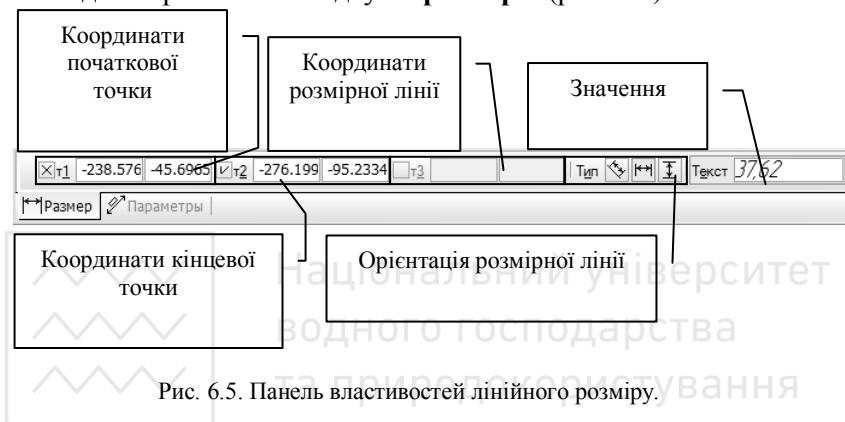 Координати
початкової
точки
Координати
розмірної лінії
Значення
т1 -238.576 -45.6965 т2 -276.199 -95.2334 т3 Тип Текст 37,62
Размер Параметры
Координати кінцевої
точки
Орієнтація розмірної лінії
Національний університет
водного господарства
та природокористування
Рис. 6.5. Панель властивостей лінійного розміру.